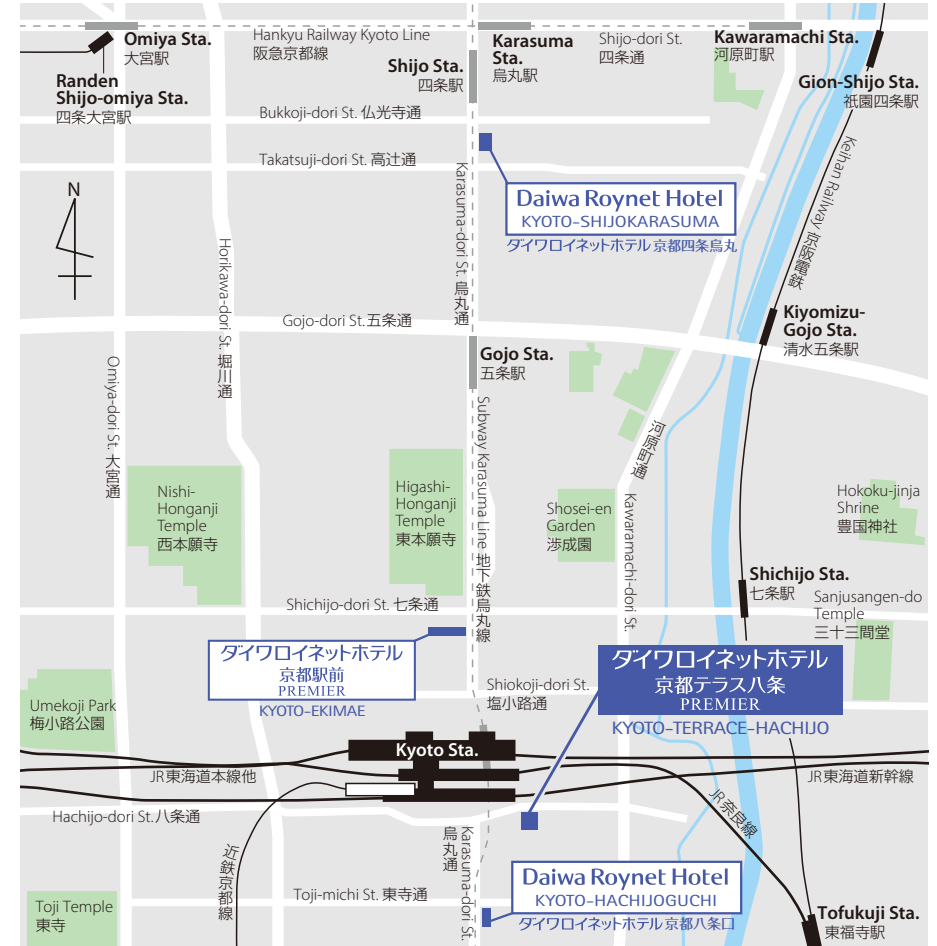 Omiya Sta.
大宮駅
Hankyu Railway Kyoto Line
阪急京都線
Karasuma
Sta.
烏丸駅
Shijo-dori St.
四条通
Kawaramachi Sta.
河原町駅
Randen
Shijo-omiya Sta.
四条大宮駅
Shijo Sta.
四条駅
Gion-Shijo Sta.
祇園四条駅
Bukkoji-dori St. 仏光寺通
Takatsuji-dori St. 高辻通
Keihan Railway 京阪電鉄
N
Karasuma-dori St. 烏丸通
Daiwa Roynet Hotel
KYOTO-SHIJOKARASUMA
ダイワロイネットホテル 京都四条烏丸
Horikawa-dori St. 堀川通
Gojo-dori St. 五条通
Kiyomizu-
Gojo Sta.
清水五条駅
Gojo Sta.
五条駅
Omiya-dori St. 大宮通
Subway Karasuma Line 地下鉄烏丸線
河原町通
Kawaramachi-dori St.
Nishi-
Honganji
Temple
西本願寺
Higashi-
Honganji
Temple
東本願寺
Shosei-en
Garden
渉成園
Hokoku-jinja
Shrine
豊国神社
Shichijo Sta.
七条駅
Shichijo-dori St. 七条通
Sanjusangen-do
Temple
三十三間堂
ダイワロイネットホテル
京都駅前
PREMIER
KYOTO-EKIMAE
ダイワロイネットホテル
京都テラス八条
PREMIER
KYOTO-TERRACE-HACHIJO
Shiokoji-dori St.
塩小路通
Umekoji Park
梅小路公園
Kyoto Sta.
JR東海道本線他
JR東海道新幹線
Hachijo-dori St. 八条通
JR奈良線
近鉄京都線
烏丸通
Karasuma-dori St.
Toji-michi St. 東寺通
Daiwa Roynet Hotel
KYOTO-HACHIJOGUCHI
ダイワロイネットホテル 京都八条口
Toji Temple
東寺
Tofukuji Sta.
東福寺駅